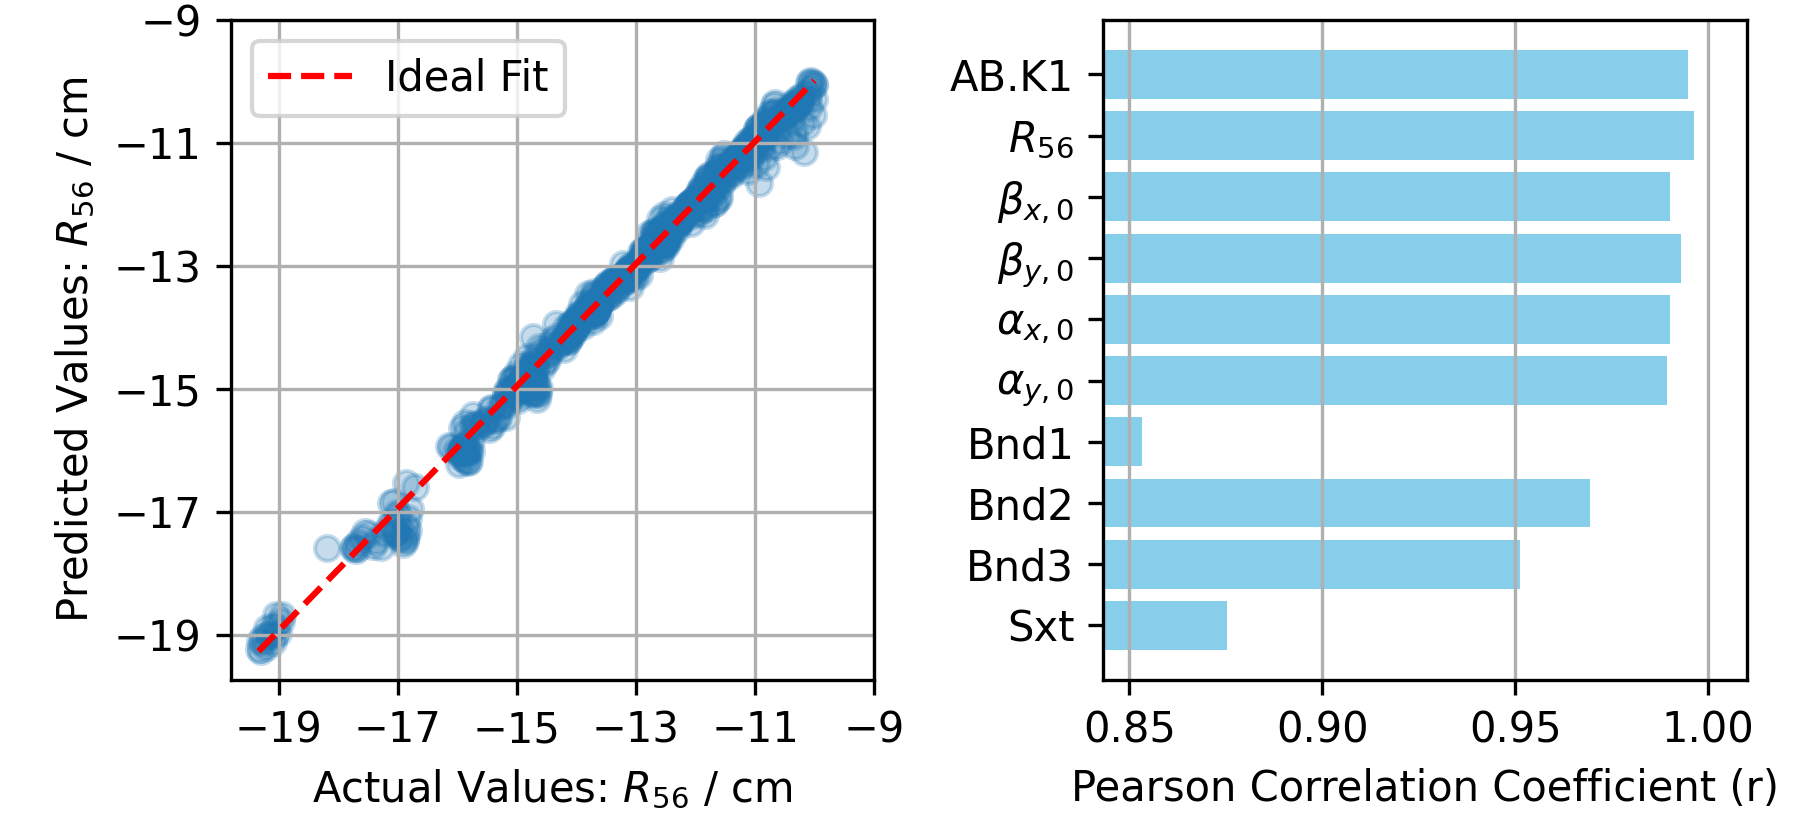 −9
−11
−13
−15
−17
−19
Predicted Values: R₅₆ / cm
Ideal Fit
−19 −17 −15 −13 −11 −9
Actual Values: R₅₆ / cm
AB.K1
R₅₆
βx,0
βy,0
αx,0
αy,0
Bnd1
Bnd2
Bnd3
Sxt
0.85 0.90 0.95 1.00
Pearson Correlation Coefficient (r)